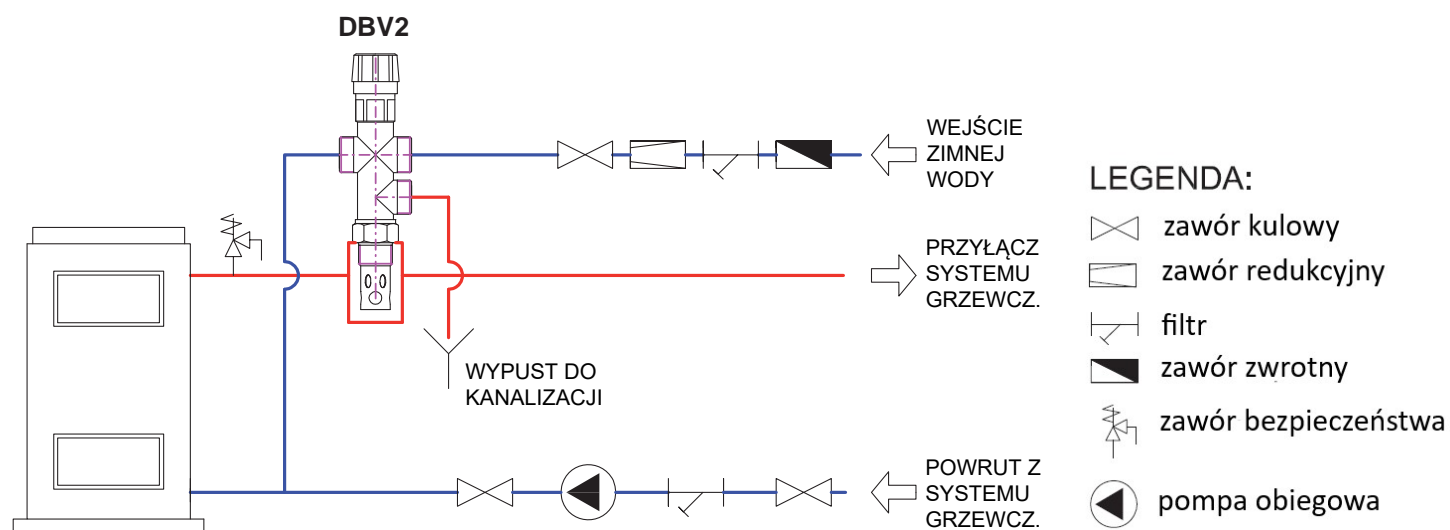 DBV2
WEJŚCIE
ZIMNEJ
WODY
PRZYŁĄCZ
SYSTEMU
GRZEWCZ.
WYPUST DO
KANALIZACJI
POWRUT Z
SYSTEMU
GRZEWCZ.
LEGENDA:
zawór kulowy
zawór redukcyjny
filtr
zawór zwrotny
zawór bezpieczeństwa
pompa obiegowa